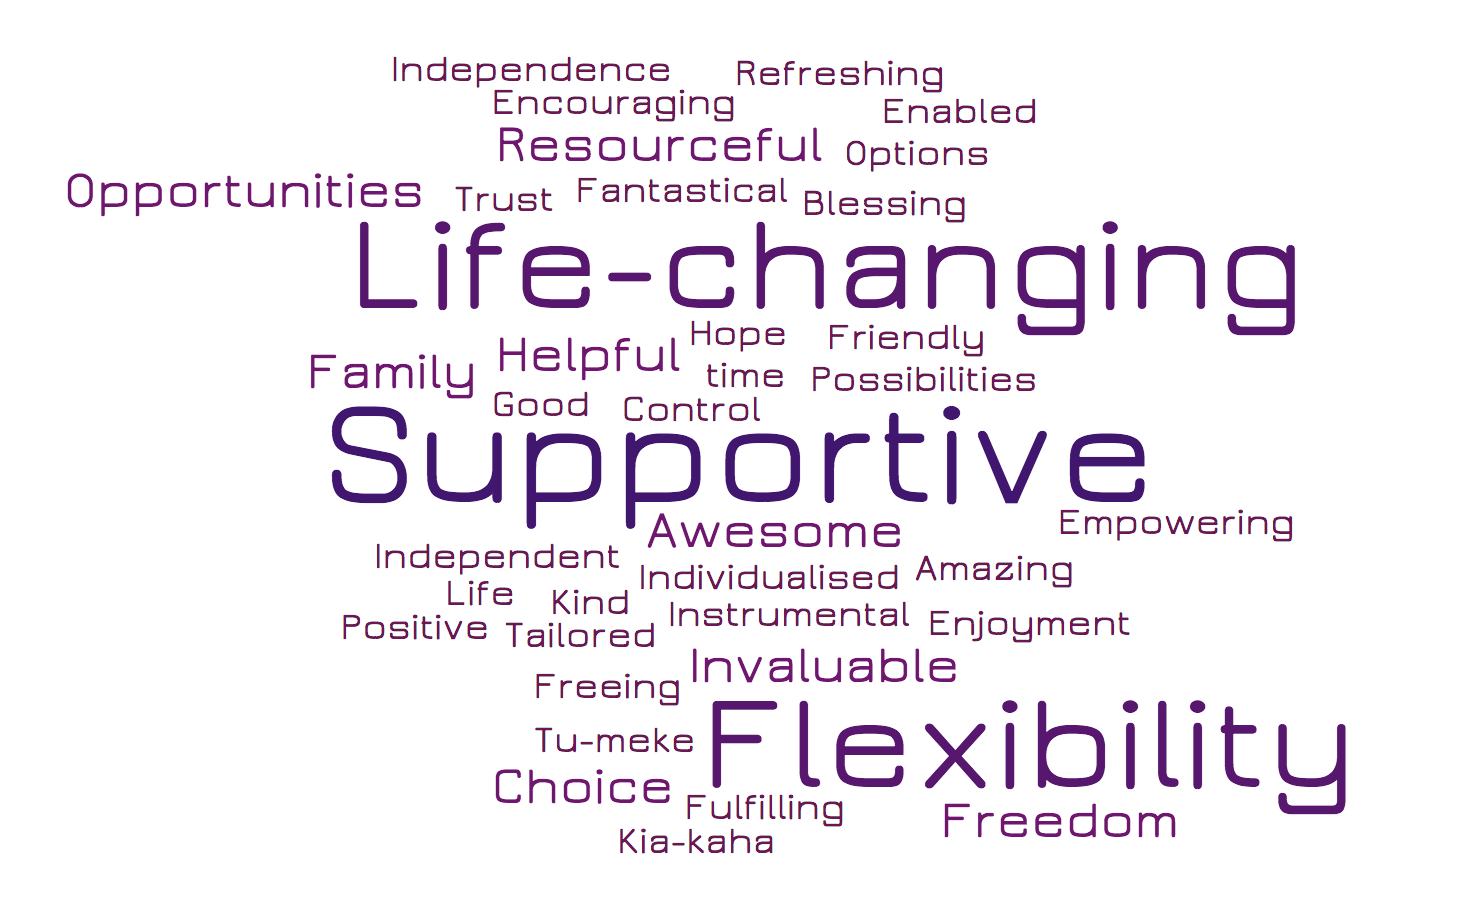 Independence
Refreshing
Encouraging
Enabled
Resourceful
Options
Opportunities
Trust
Fantastical
Blessing
Life-changing
Hope
Friendly
Helpful
Family
time
Possibilities
Good
Control
Supportive
Awesome
Empowering
Independent
Individualised
Amazing
Life
Kind
Instrumental
Enjoyment
Positive
Tailored
Invaluable
Freeing
Flexibility
Tu-meke
Choice
Fulfilling
Freedom
Kia-kaha